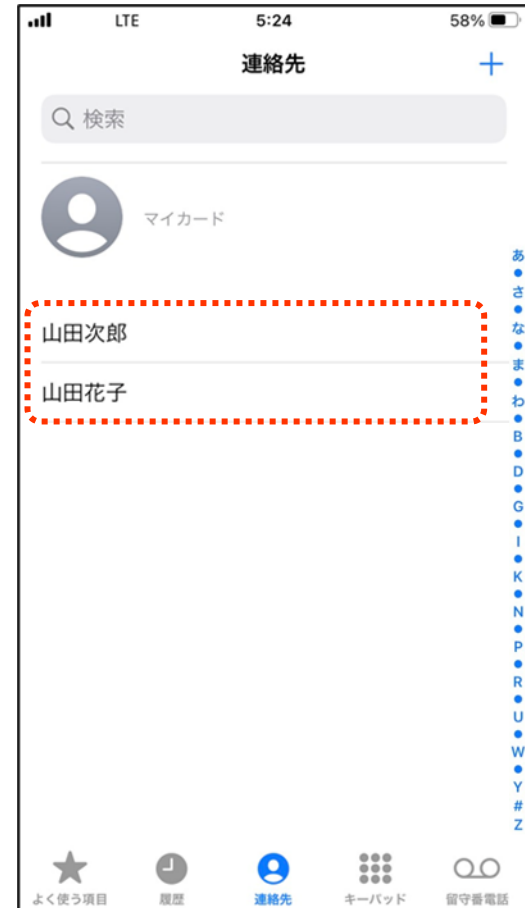 LTE 5:24 58%
連絡先 +
検索
マイカード
山田次郎
山田花子
あ
●
さ
●
な
●
ま
●
わ
●
B
●
D
●
G
●
I
●
K
●
N
●
P
●
R
●
U
●
W
●
Y
#
Z
よく使う項目 履歴 連絡先 キーパッド 留守番電話